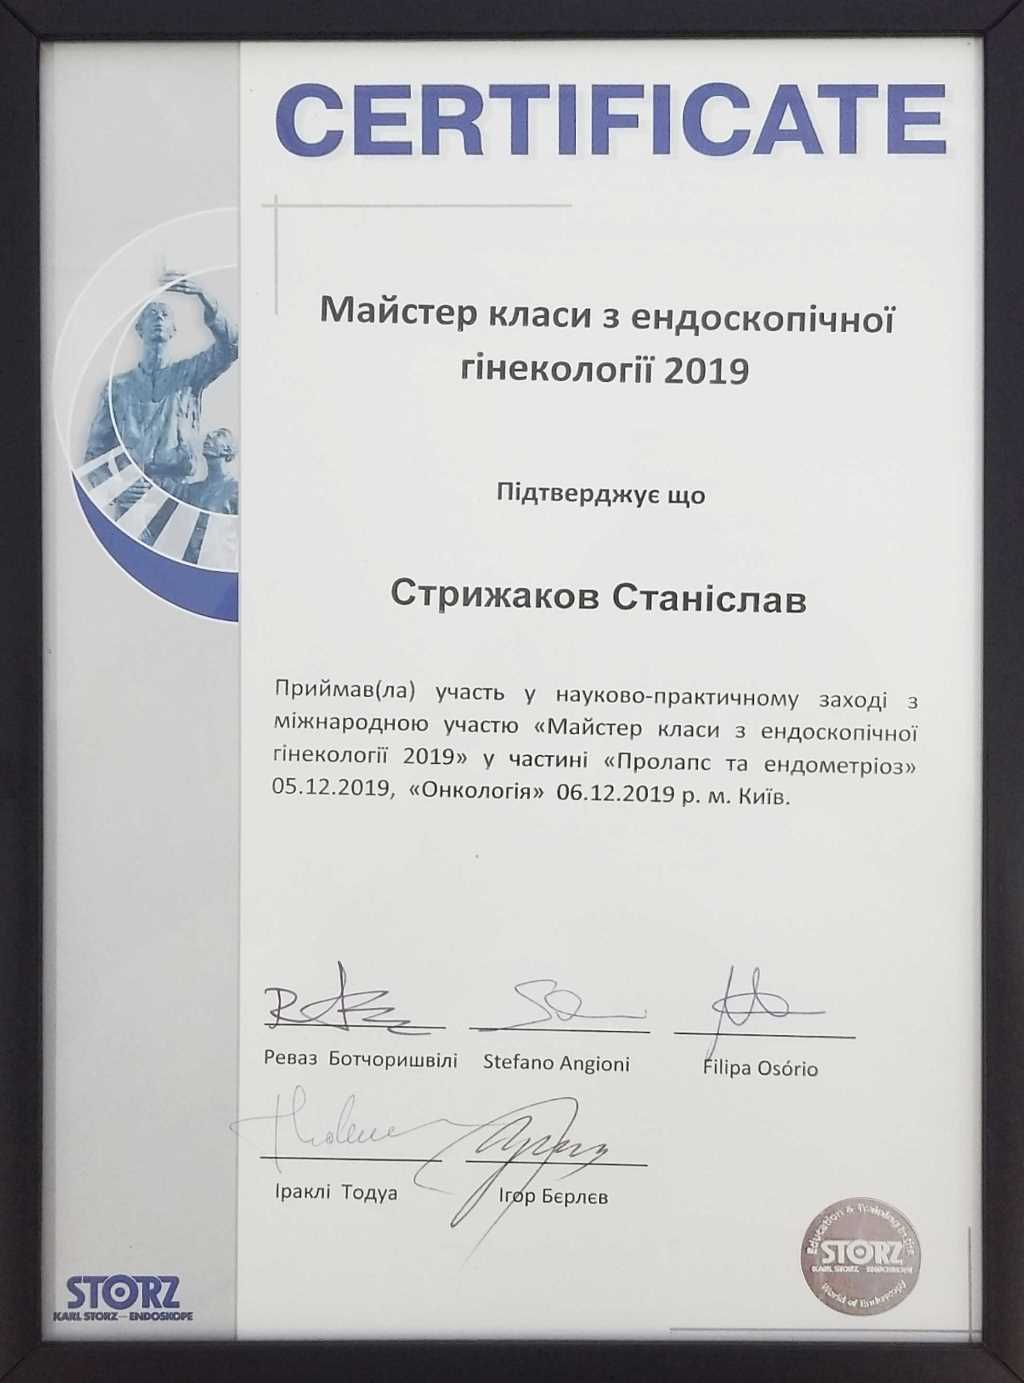 CERTIFICATE
Майстер класи з ендоскопічної
гінекології 2019
Підтверджує що
Стрижаков Станіслав
Приймав(ла) участь у науково-практичному заході з
міжнародною участю «Майстер класи з ендоскопічної
гінекології 2019» у частині «Пролапс та ендометріоз»
05.12.2019, «Онкологія» 06.12.2019 р. м. Київ.
Реваз Ботчоришвілі Stefano Angioni Filipa Osório
Іраклі Тодуа Ігор Бєрлєв
Education & Training in the
STORZ
KARL STORZ — ENDOSKOPE
World of Endoscopy
STORZ
KARL STORZ — ENDOSKOPE